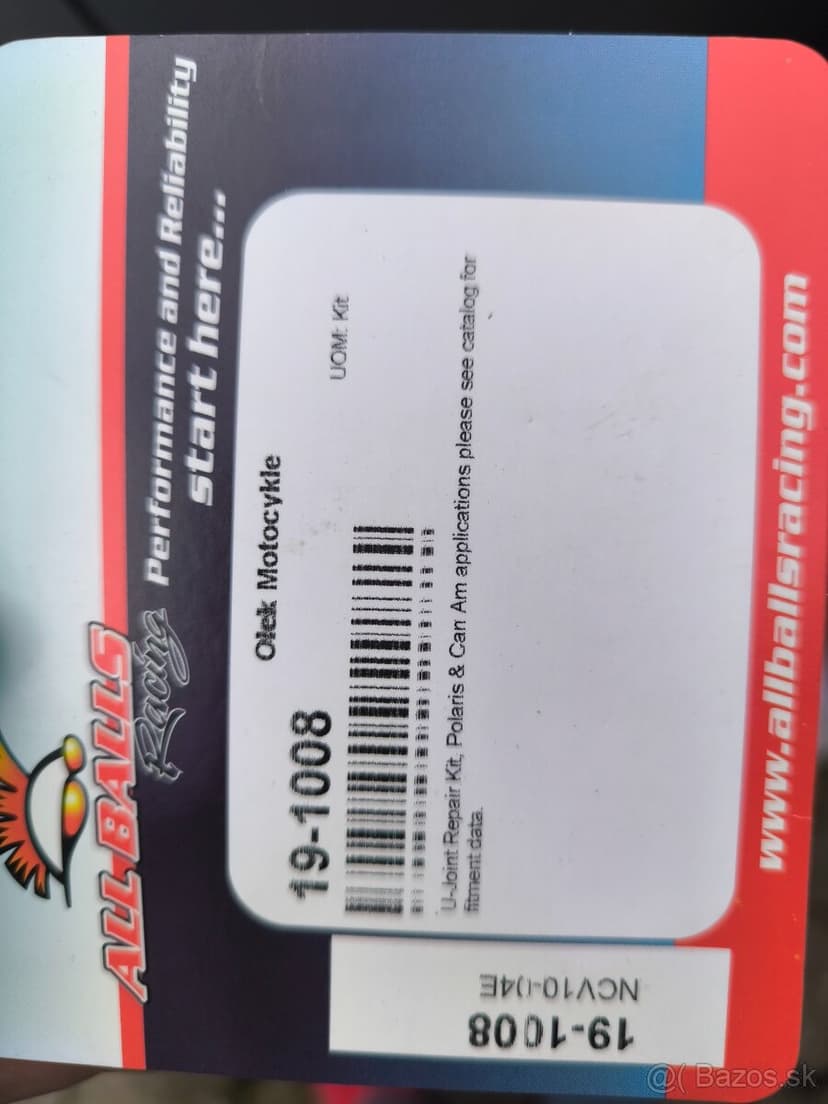 ALL BALLS
Racing
Performance and Reliability
start here...
Olek Motocykle
19-1008
UOM: Kit
U-Joint Repair Kit, Polaris & Can Am applications please see catalog for
fitment data.
www.allballsracing.com
19-1008
NCV10-04E
@( Bazos.sk